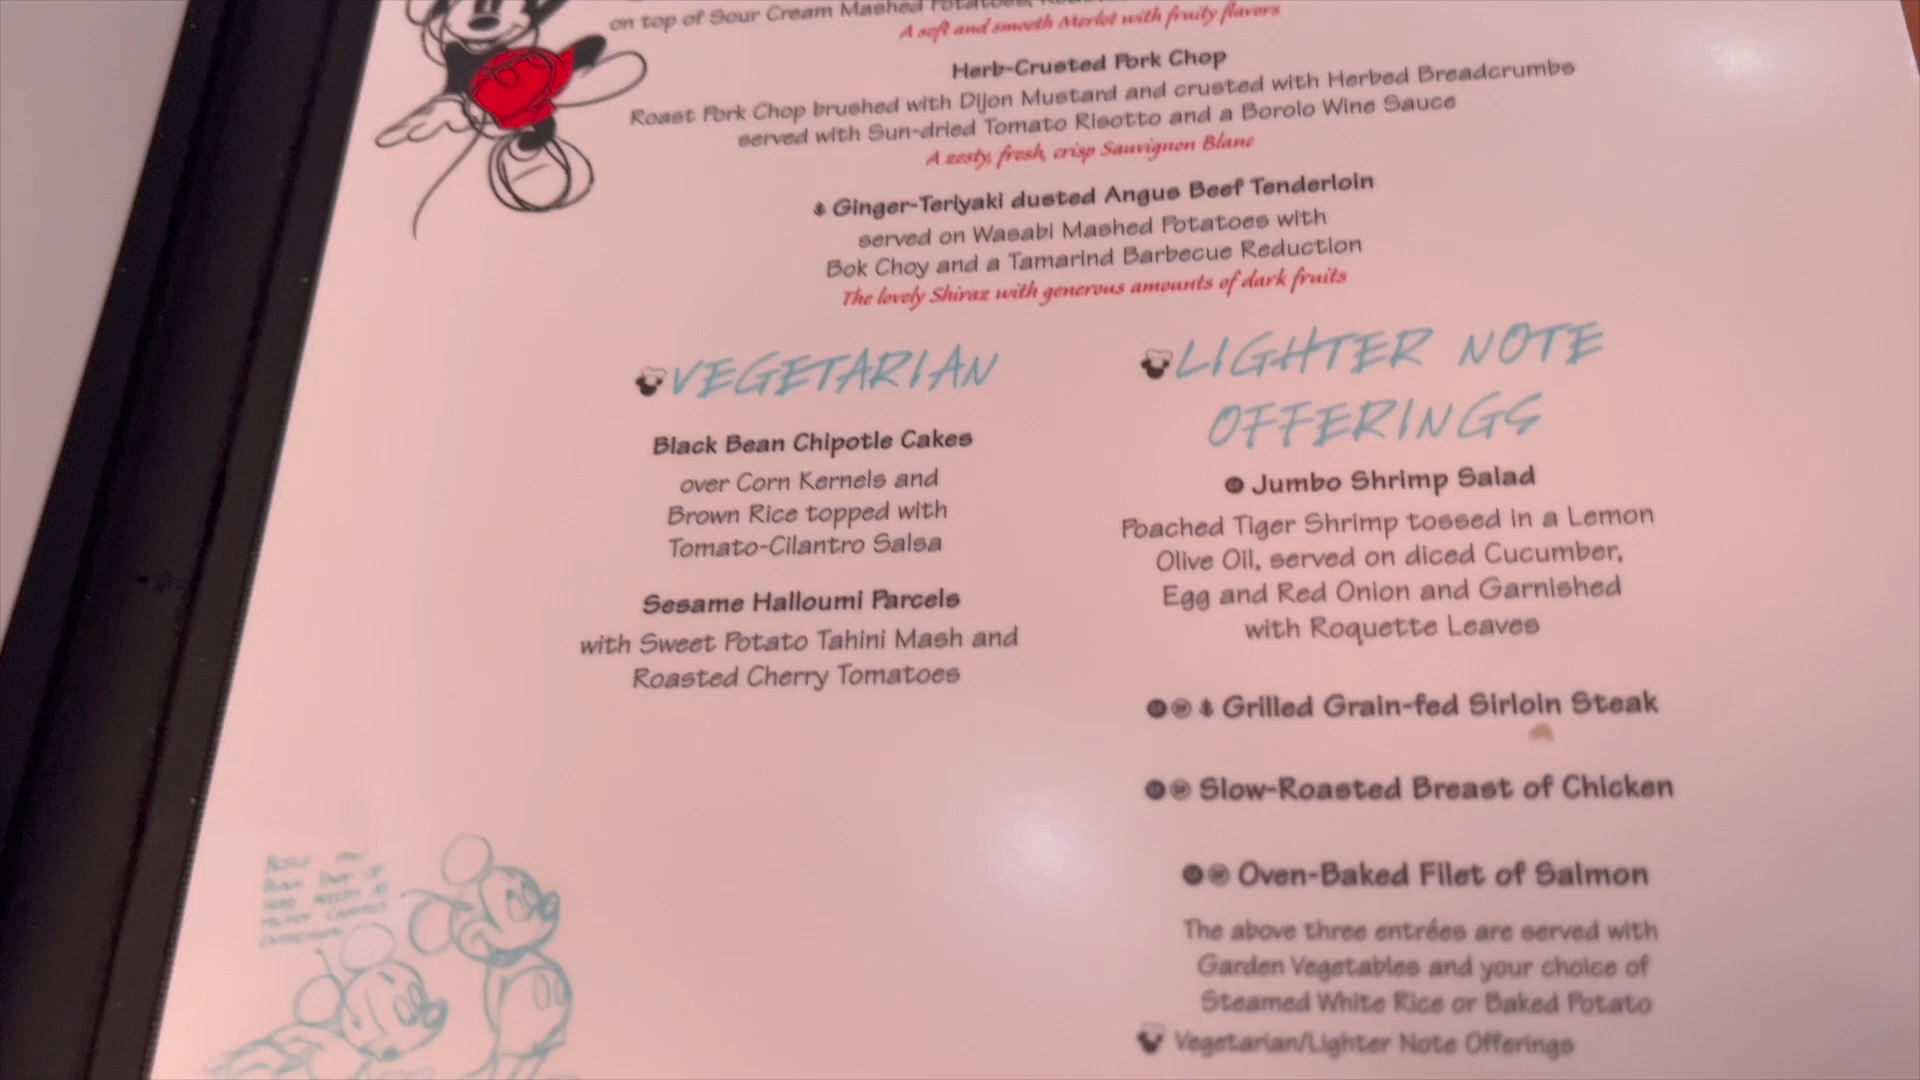 on top of Sour Cream Mashed Potatoes,
A soft and smooth Merlot with fruity flavors
Herb-Crusted Pork Chop
Roast Pork Chop brushed with Dijon Mustard and crusted with Herbed Breadcrumbs
served with Sun-dried Tomato Risotto and a Borolo Wine Sauce
A zesty, fresh, crisp Sauvignon Blanc
Ginger-Teriyaki dusted Angus Beef Tenderloin
served on Wasabi Mashed Potatoes with
Bok Choy and a Tamarind Barbecue Reduction
The lovely Shiraz with generous amounts of dark fruits
VEGETARIAN
Black Bean Chipotle Cakes
over Corn Kernels and
Brown Rice topped with
Tomato-Cilantro Salsa
Sesame Halloumi Parcels
with Sweet Potato Tahini Mash and
Roasted Cherry Tomatoes
LIGHTER NOTE
OFFERINGS
Jumbo Shrimp Salad
Poached Tiger Shrimp tossed in a Lemon
Olive Oil, served on diced Cucumber,
Egg and Red Onion and Garnished
with Roquette Leaves
Grilled Grain-fed Sirloin Steak
Slow-Roasted Breast of Chicken
Oven-Baked Filet of Salmon
The above three entrées are served with
Garden Vegetables and your choice of
Steamed White Rice or Baked Potato
Vegetarian/Lighter Note Offerings